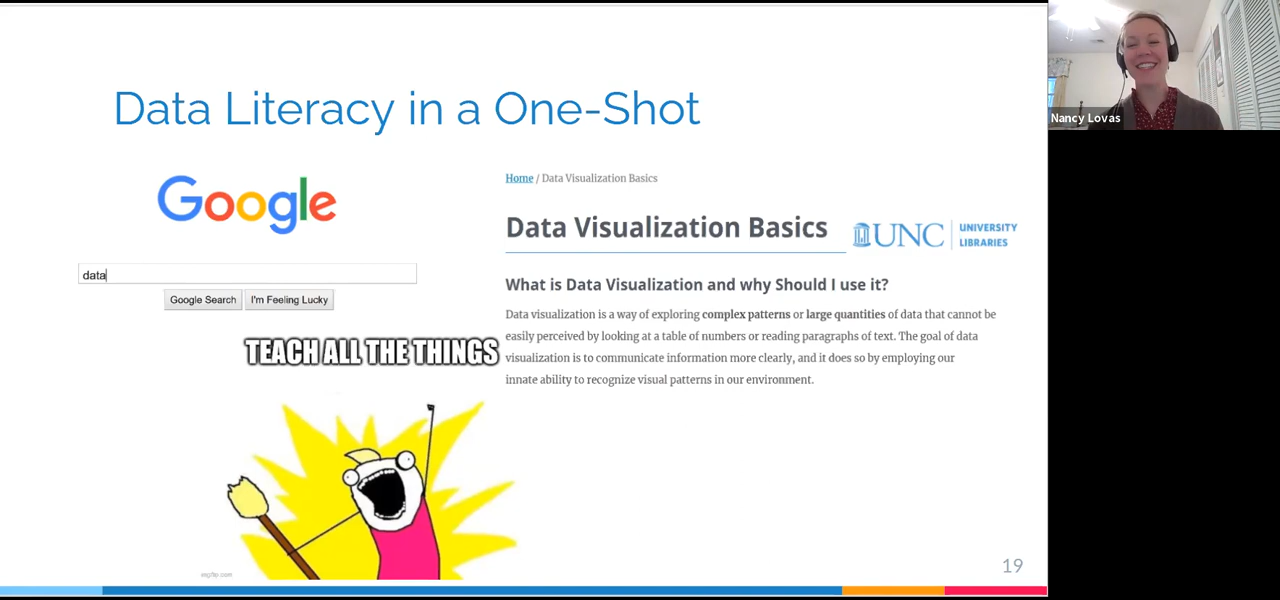 Data Literacy in a One-Shot
Nancy Lovas
Google
data
Google Search
I'm Feeling Lucky
TEACH ALL THE THINGS
imgflip.com
Home / Data Visualization Basics
Data Visualization Basics
UNC UNIVERSITY
LIBRARIES
What is Data Visualization and why Should I use it?
Data visualization is a way of exploring complex patterns or large quantities of data that cannot be
easily perceived by looking at a table of numbers or reading paragraphs of text. The goal of data
visualization is to communicate information more clearly, and it does so by employing our
innate ability to recognize visual patterns in our environment.
19